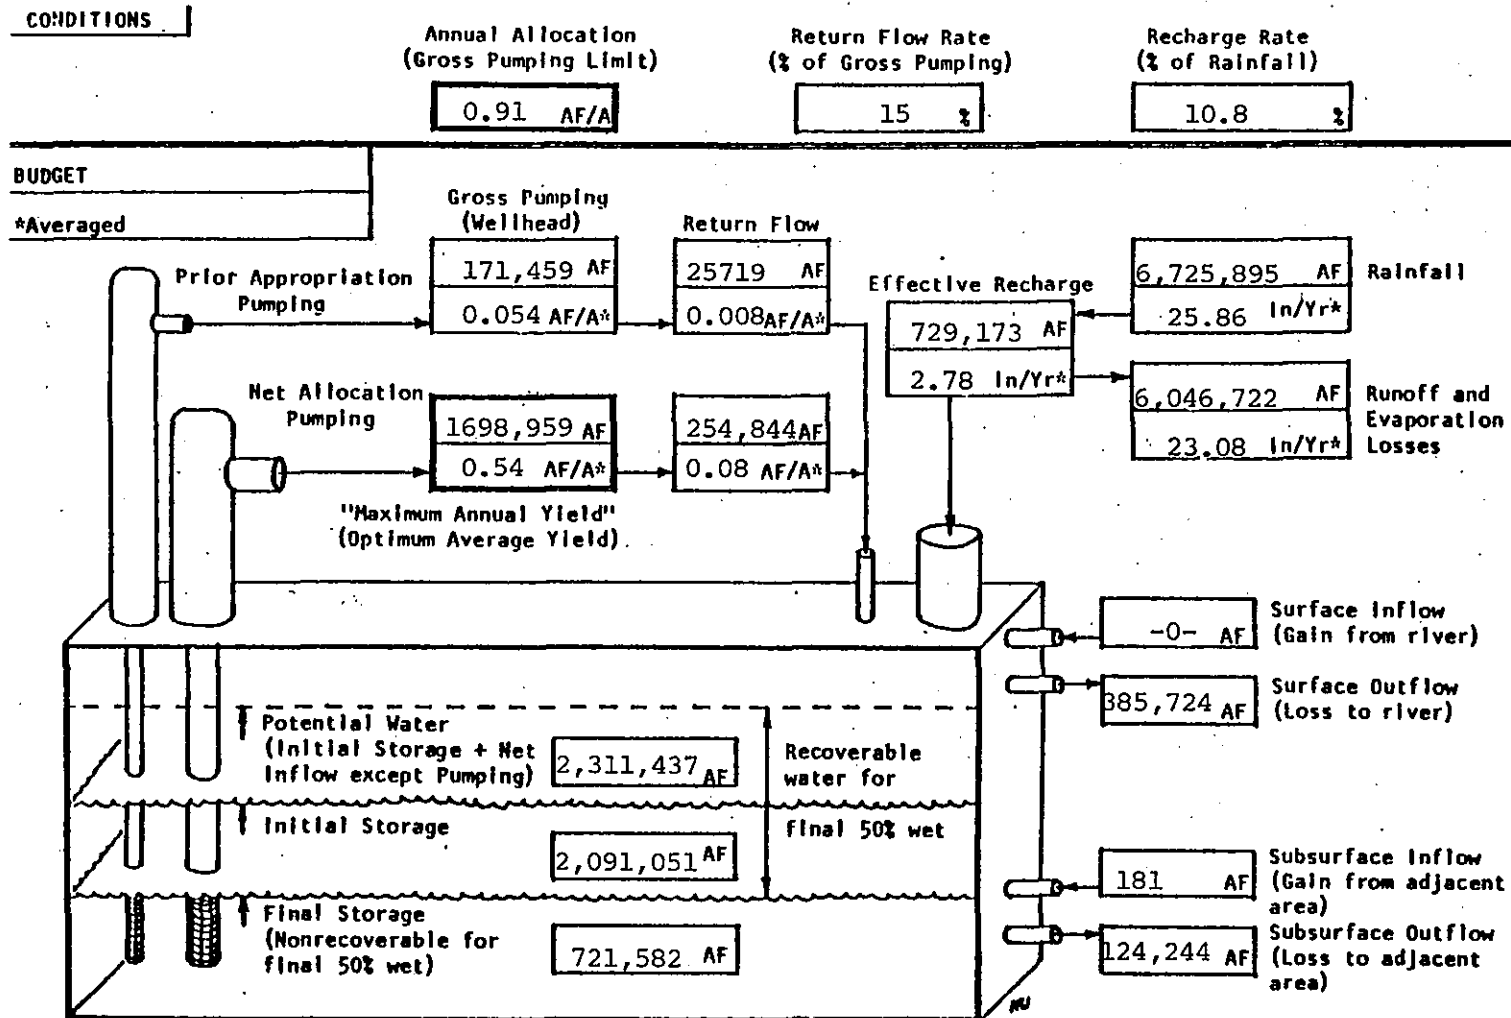 CONDITIONS
Annual Allocation
(Gross Pumping Limit)
0.91 AF/A
Return Flow Rate
(% of Gross Pumping)
15 %
Recharge Rate
(% of Rainfall)
10.8 %
BUDGET
*Averaged
Gross Pumping
(Wellhead)
Return Flow
Prior Appropriation
Pumping
171,459 AF
0.054 AF/A*
25719 AF
0.008 AF/A*
Effective Recharge
729,173 AF
2.78 In/Yr*
6,725,895 AF
25.86 In/Yr*
Rainfall
Net Allocation
Pumping
1698,959 AF
0.54 AF/A*
254,844 AF
0.08 AF/A*
6,046,722 AF
23.08 In/Yr*
Runoff and
Evaporation
Losses
"Maximum Annual Yield"
(Optimum Average Yield).
-0- AF
Surface Inflow
(Gain from river)
385,724 AF
Surface Outflow
(Loss to river)
Potential Water
(Initial Storage + Net
Inflow except Pumping)
2,311,437 AF
Recoverable
water for
final 50% wet
Initial Storage
2,091,051 AF
181 AF
Subsurface Inflow
(Gain from adjacent
area)
Final Storage
(Nonrecoverable for
final 50% wet)
721,582 AF
124,244 AF
Subsurface Outflow
(Loss to adjacent
area)